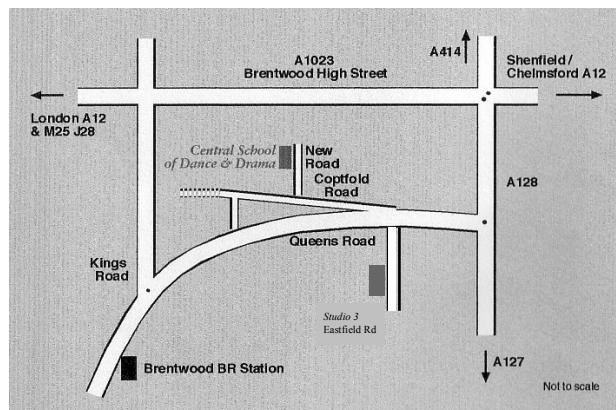 A414
A1023
Brentwood High Street
Shenfield /
Chelmsford A12
London A12
& M25 J28
Central School
of Dance & Drama
New
Road
Coptfold
Road
A128
Queens Road
Kings
Road
Studio 3
Eastfield Rd
Brentwood BR Station
A127
Not to scale